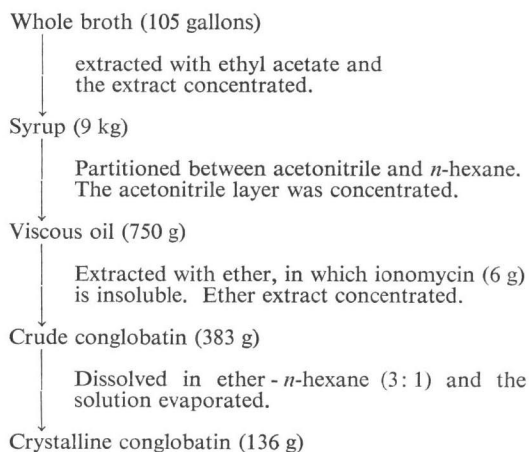 Whole broth (105 gallons)
extracted with ethyl acetate and
the extract concentrated.
Syrup (9 kg)
Partitioned between acetonitrile and n-hexane.
The acetonitrile layer was concentrated.
Viscous oil (750 g)
Extracted with ether, in which ionomycin (6 g)
is insoluble. Ether extract concentrated.
Crude conglobatin (383 g)
Dissolved in ether - n-hexane (3: 1) and the
solution evaporated.
Crystalline conglobatin (136 g)